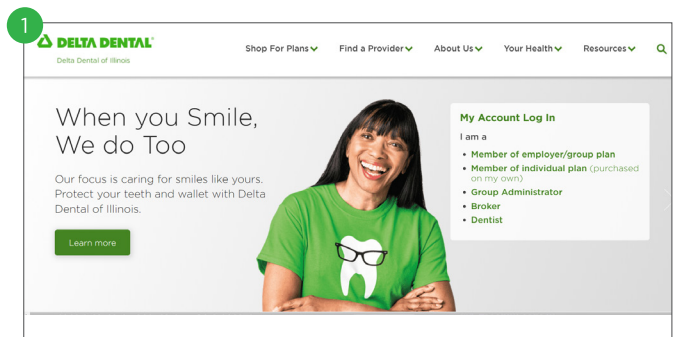 1
DELTA DENTAL®
Delta Dental of Illinois
Shop For Plans Find a Provider About Us Your Health Resources
When you Smile,
We do Too
Our focus is caring for smiles like yours.
Protect your teeth and wallet with Delta
Dental of Illinois.
Learn more
My Account Log In
I am a
• Member of employer/group plan
• Member of individual plan (purchased
on my own)
• Group Administrator
• Broker
• Dentist